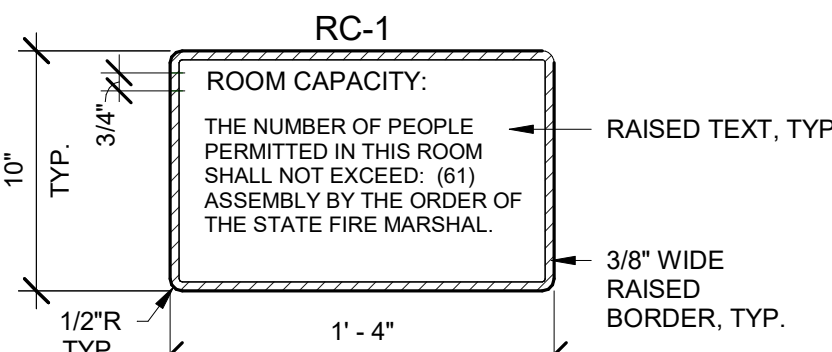 RC-1
10"
TYP.
3/4"
ROOM CAPACITY:
THE NUMBER OF PEOPLE
PERMITTED IN THIS ROOM
SHALL NOT EXCEED: (61)
ASSEMBLY BY THE ORDER OF
THE STATE FIRE MARSHAL.
RAISED TEXT, TYP
3/8" WIDE
RAISED
BORDER, TYP.
1/2"R
TYP
1' - 4"